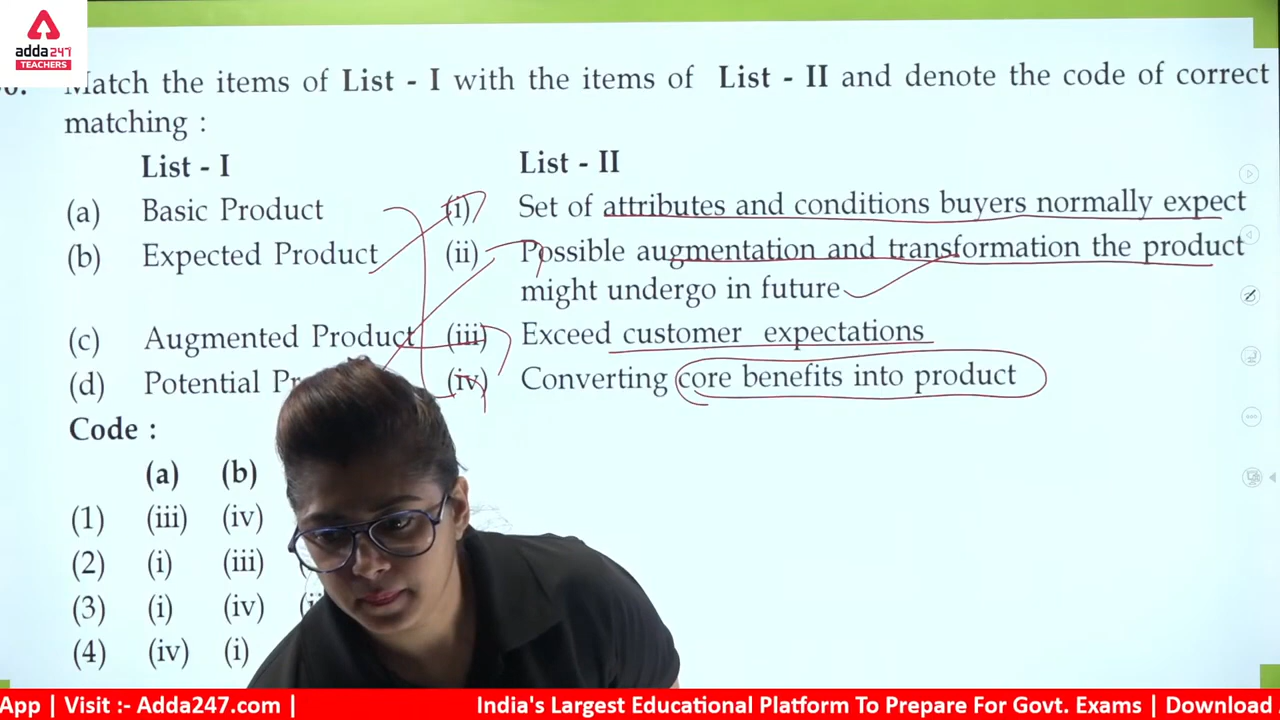 adda247
TEACHERS
Match the items of List - I with the items of List - II and denote the code of correct
matching :
List - I List - II
(a) Basic Product (i) Set of attributes and conditions buyers normally expect
(b) Expected Product (ii) Possible augmentation and transformation the product
might undergo in future
(c) Augmented Product (iii) Exceed customer expectations
(d) Potential (iv) Converting core benefits into product
Code :
(a) (b)
(1) (iii) (iv)
(2) (i) (iii)
(3) (i) (iv)
(4) (iv) (i)
App | Visit :- Adda247.com | India's Largest Educational Platform To Prepare For Govt. Exams | Download